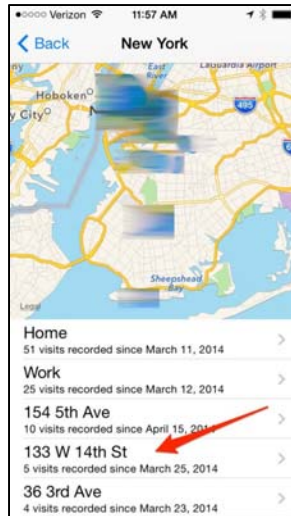 Verizon 11:57 AM
Back New York
East
River
LaGuardia Airport
Hoboken
y City
495
Sheepshead
Bay
Legal
Home
51 visits recorded since March 11, 2014
Work
25 visits recorded since March 12, 2014
154 5th Ave
10 visits recorded since April 15, 2014
133 W 14th St
5 visits recorded since March 25, 2014
36 3rd Ave
4 visits recorded since March 23, 2014